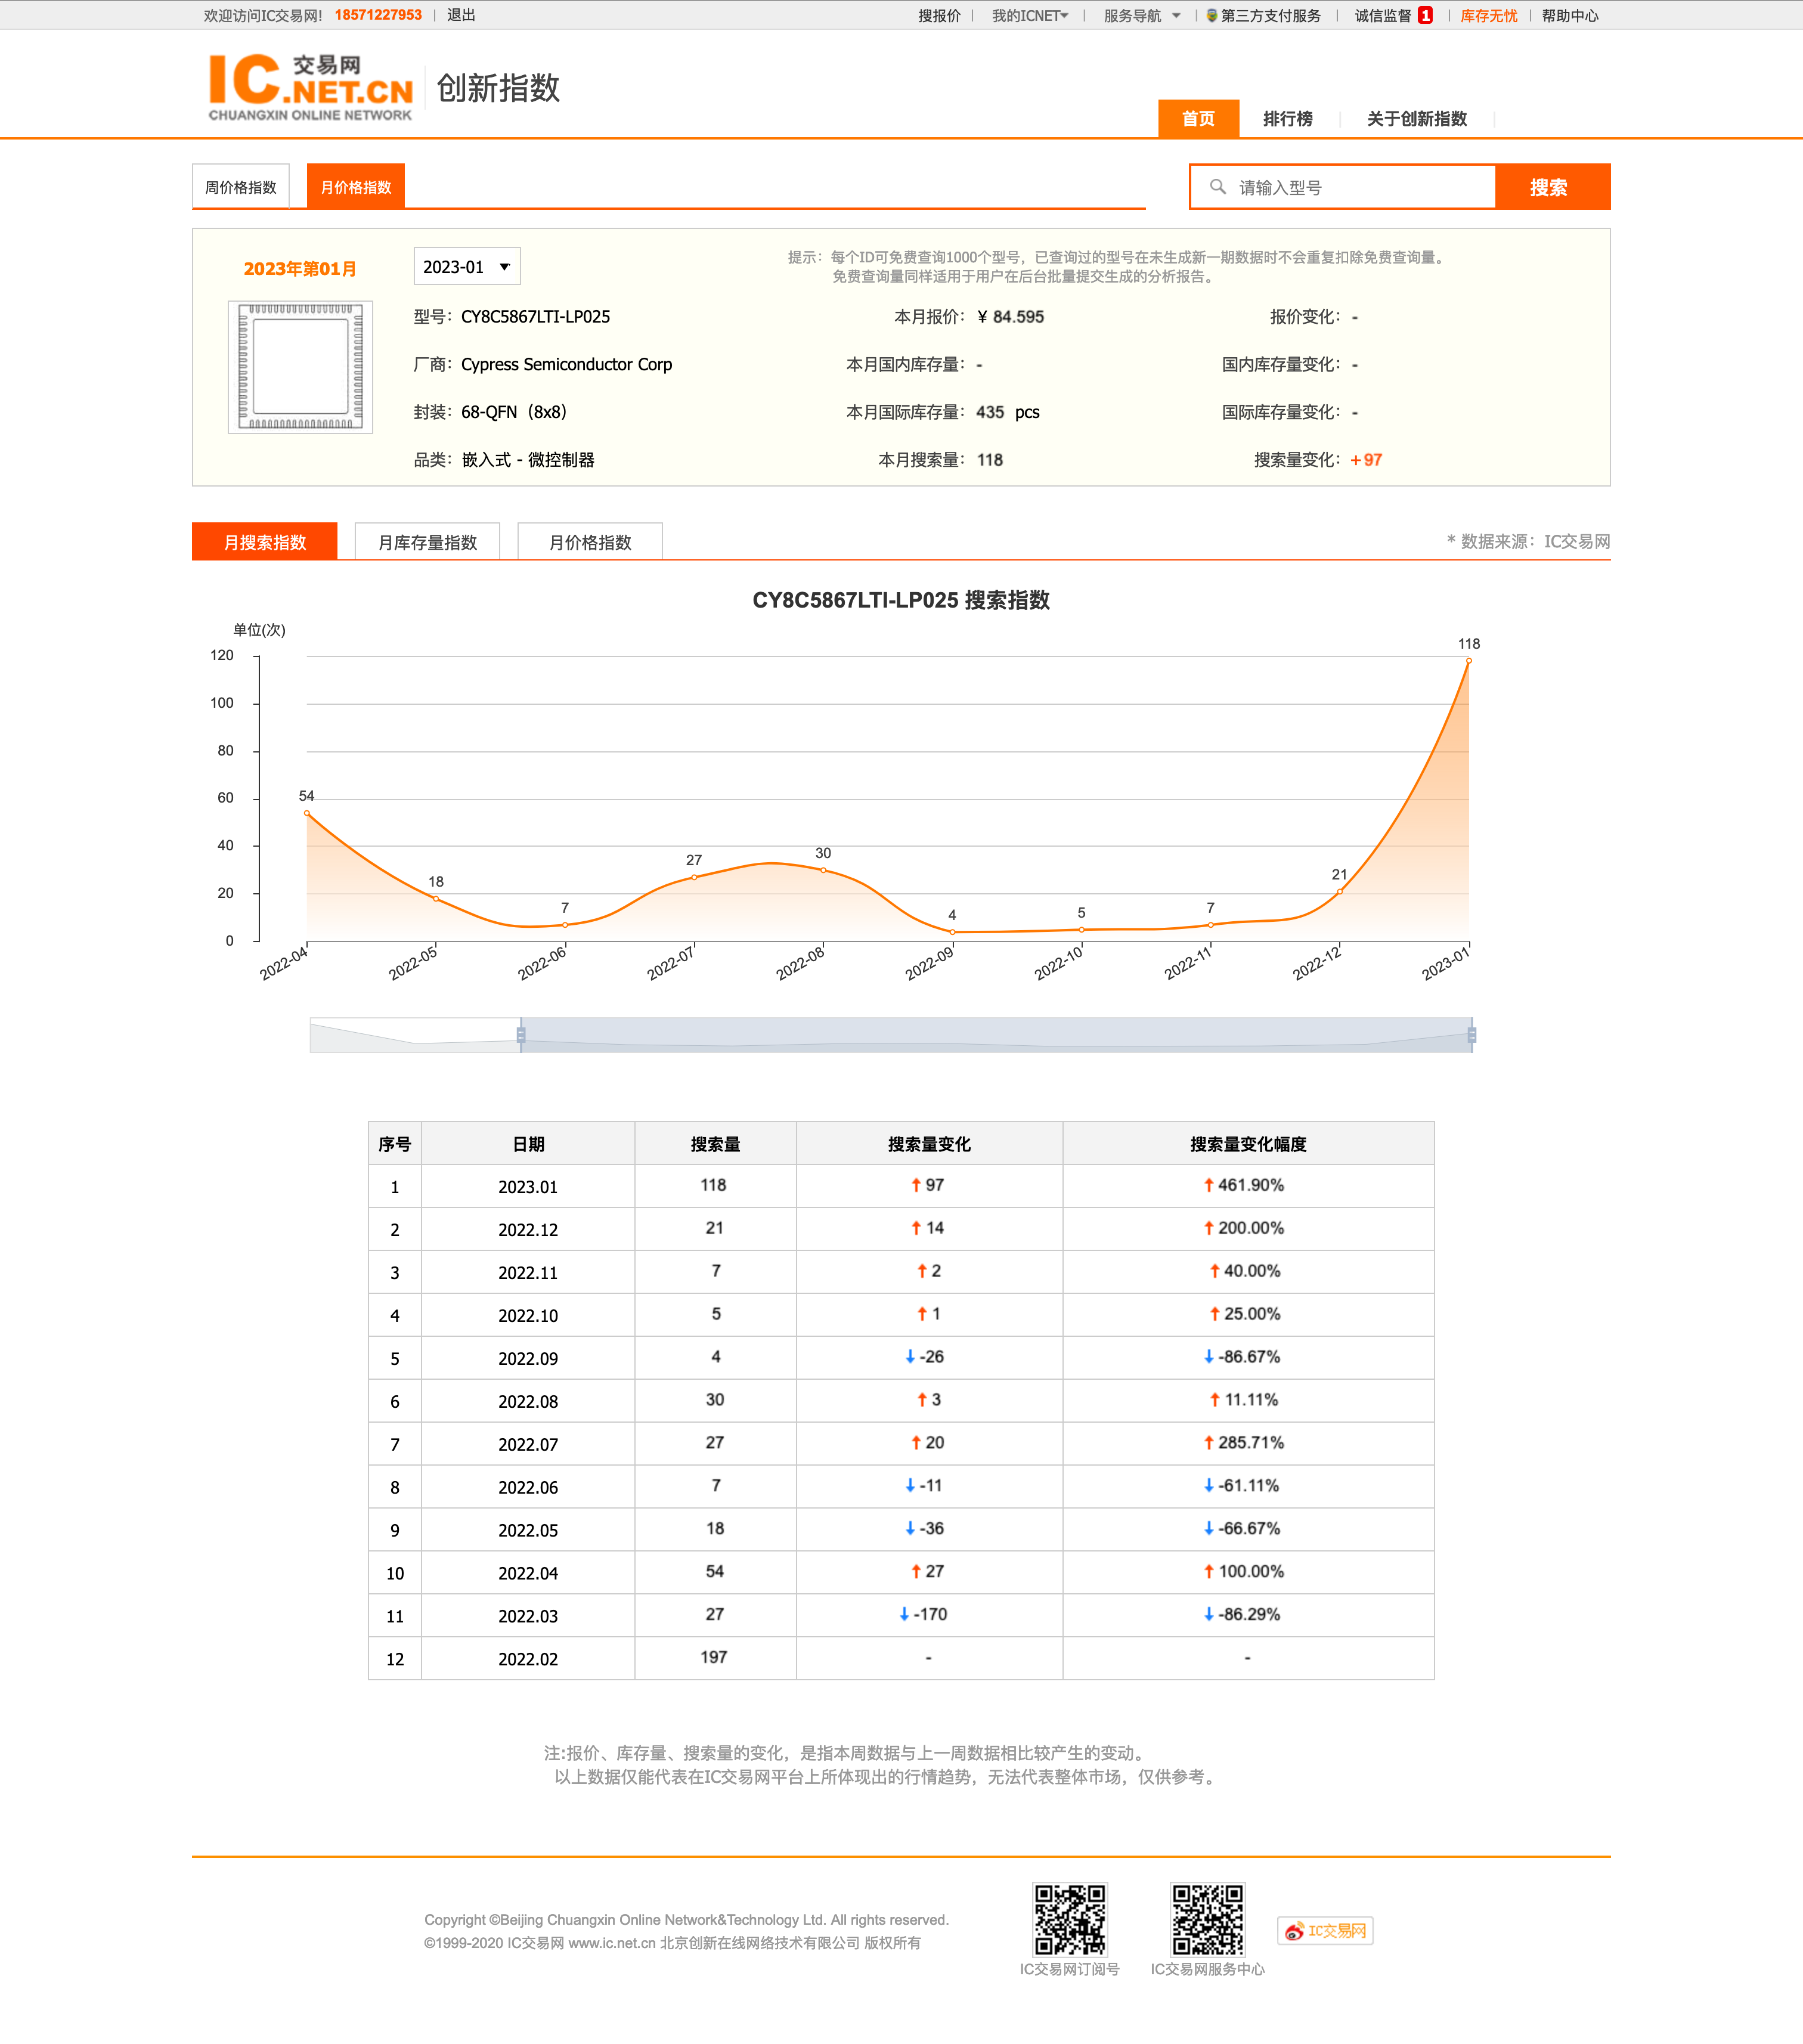 欢迎访问IC交易网! 18571227953 | 退出 搜报价 | 我的ICNET | 服务导航 | 第三方支付服务 | 诚信监督 1 | 库存无忧 | 帮助中心
IC交易网
.NET.CN
CHUANGXIN ONLINE NETWORK
创新指数
首页 排行榜 关于创新指数
周价格指数 月价格指数 请输入型号 搜索
2023年第01月 2023-01 ▼
提示：每个ID可免费查询1000个型号，已查询过的型号在未生成新一期数据时不会重复扣除免费查询量。
免费查询量同样适用于用户在后台批量提交生成的分析报告。
型号：CY8C5867LTI-LP025 本月报价：¥ 84.595 报价变化：-
厂商：Cypress Semiconductor Corp 本月国内库存量：- 国内库存量变化：-
封装：68-QFN（8x8） 本月国际库存量：435 pcs 国际库存量变化：-
品类：嵌入式 - 微控制器 本月搜索量：118 搜索量变化：+97
月搜索指数 月库存量指数 月价格指数 * 数据来源：IC交易网
CY8C5867LTI-LP025 搜索指数
单位(次)
120
100
80
60
40
20
0
54 18 7 27 30 4 5 7 21 118
2022-04 2022-05 2022-06 2022-07 2022-08 2022-09 2022-10 2022-11 2022-12 2023-01
序号 日期 搜索量 搜索量变化 搜索量变化幅度
1 2023.01 118 ↑97 ↑461.90%
2 2022.12 21 ↑14 ↑200.00%
3 2022.11 7 ↑2 ↑40.00%
4 2022.10 5 ↑1 ↑25.00%
5 2022.09 4 ↓-26 ↓-86.67%
6 2022.08 30 ↑3 ↑11.11%
7 2022.07 27 ↑20 ↑285.71%
8 2022.06 7 ↓-11 ↓-61.11%
9 2022.05 18 ↓-36 ↓-66.67%
10 2022.04 54 ↑27 ↑100.00%
11 2022.03 27 ↓-170 ↓-86.29%
12 2022.02 197 - -
注:报价、库存量、搜索量的变化，是指本周数据与上一周数据相比较产生的变动。
以上数据仅能代表在IC交易网平台上所体现出的行情趋势，无法代表整体市场，仅供参考。
Copyright ©Beijing Chuangxin Online Network&Technology Ltd. All rights reserved.
©1999-2020 IC交易网 www.ic.net.cn 北京创新在线网络技术有限公司 版权所有
IC交易网订阅号 IC交易网服务中心 IC交易网